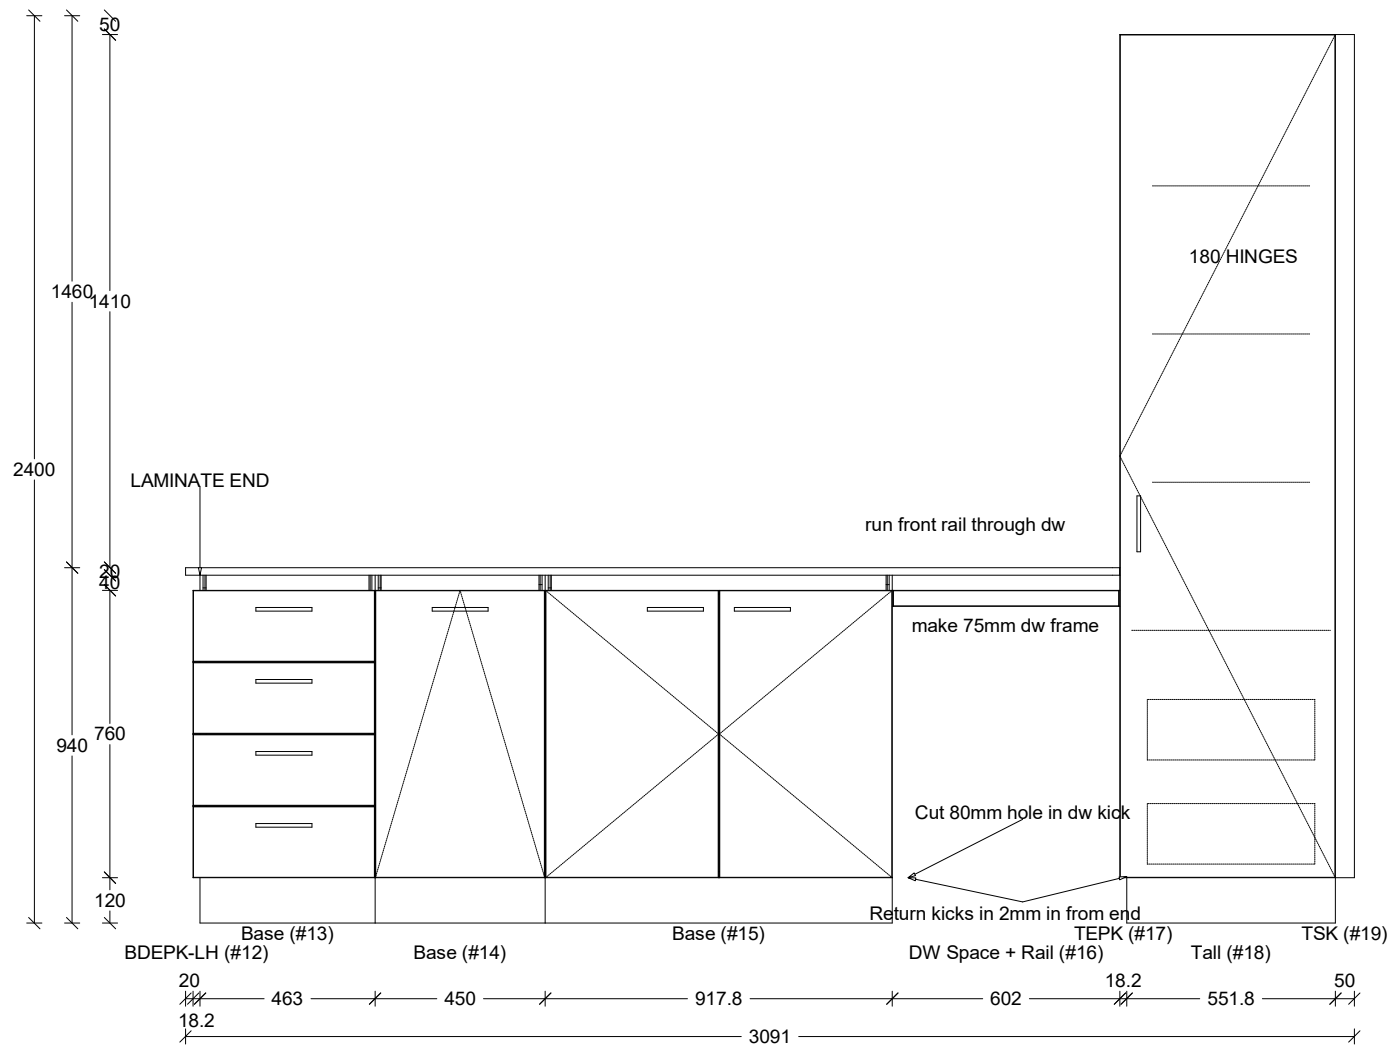 50
180 HINGES
1460
1410
2400
LAMINATE END
run front rail through dw
20
40
make 75mm dw frame
760
940
Cut 80mm hole in dw kick
120
Return kicks in 2mm in from end
Base (#13)
Base (#15)
TEPK (#17)
TSK (#19)
BDEPK-LH (#12)
Base (#14)
DW Space + Rail (#16)
Tall (#18)
20
18.2
50
463
450
917.8
602
551.8
18.2
3091